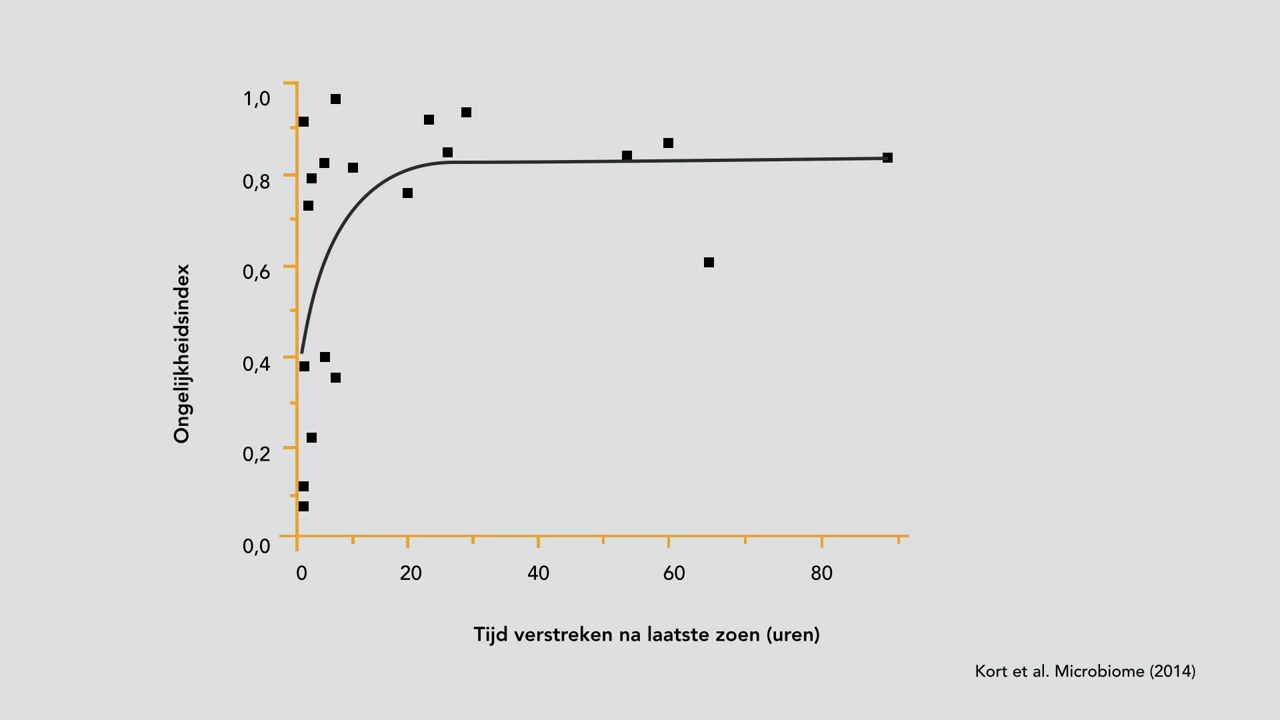 1,0
0,8
0,6
0,4
0,2
0,0
Ongelijkheidsindex
0 20 40 60 80
Tijd verstreken na laatste zoen (uren)
Kort et al. Microbiome (2014)